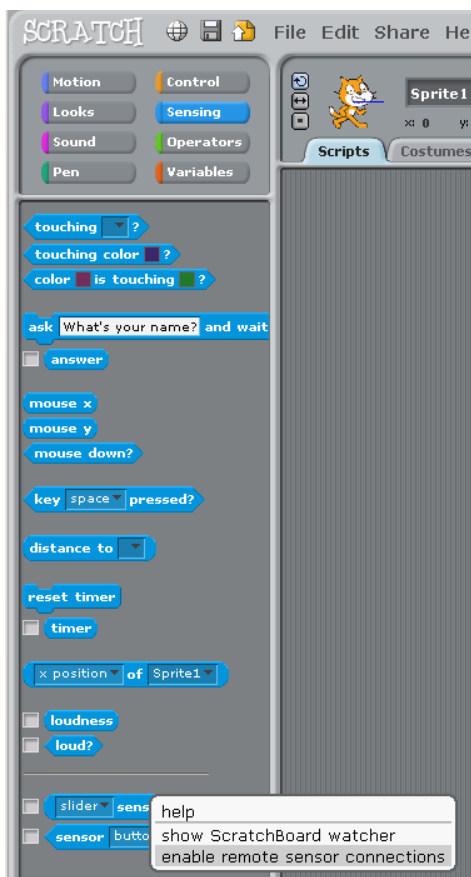 SCRATCH File Edit Share He
Motion Control
Looks Sensing
Sound Operators
Pen Variables
Sprite1
x: 0 y:
Scripts Costumes
touching ?
touching color ?
color is touching ?
ask What's your name? and wait
answer
mouse x
mouse y
mouse down?
key space pressed?
distance to
reset timer
timer
x position of Sprite1
loudness
loud?
slider sens
sensor butto
help
show ScratchBoard watcher
enable remote sensor connections